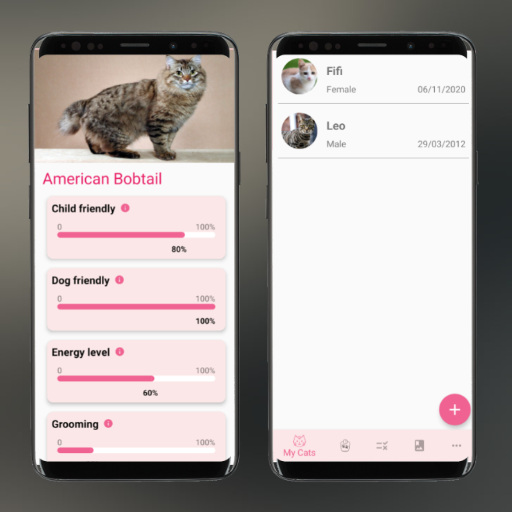 American Bobtail
Child friendly
0 100%
80%
Dog friendly
0 100%
100%
Energy level
60%
0 100%
Grooming
0 100%
Fifi
Female 06/11/2020
Leo
Male 29/03/2012
My Cats